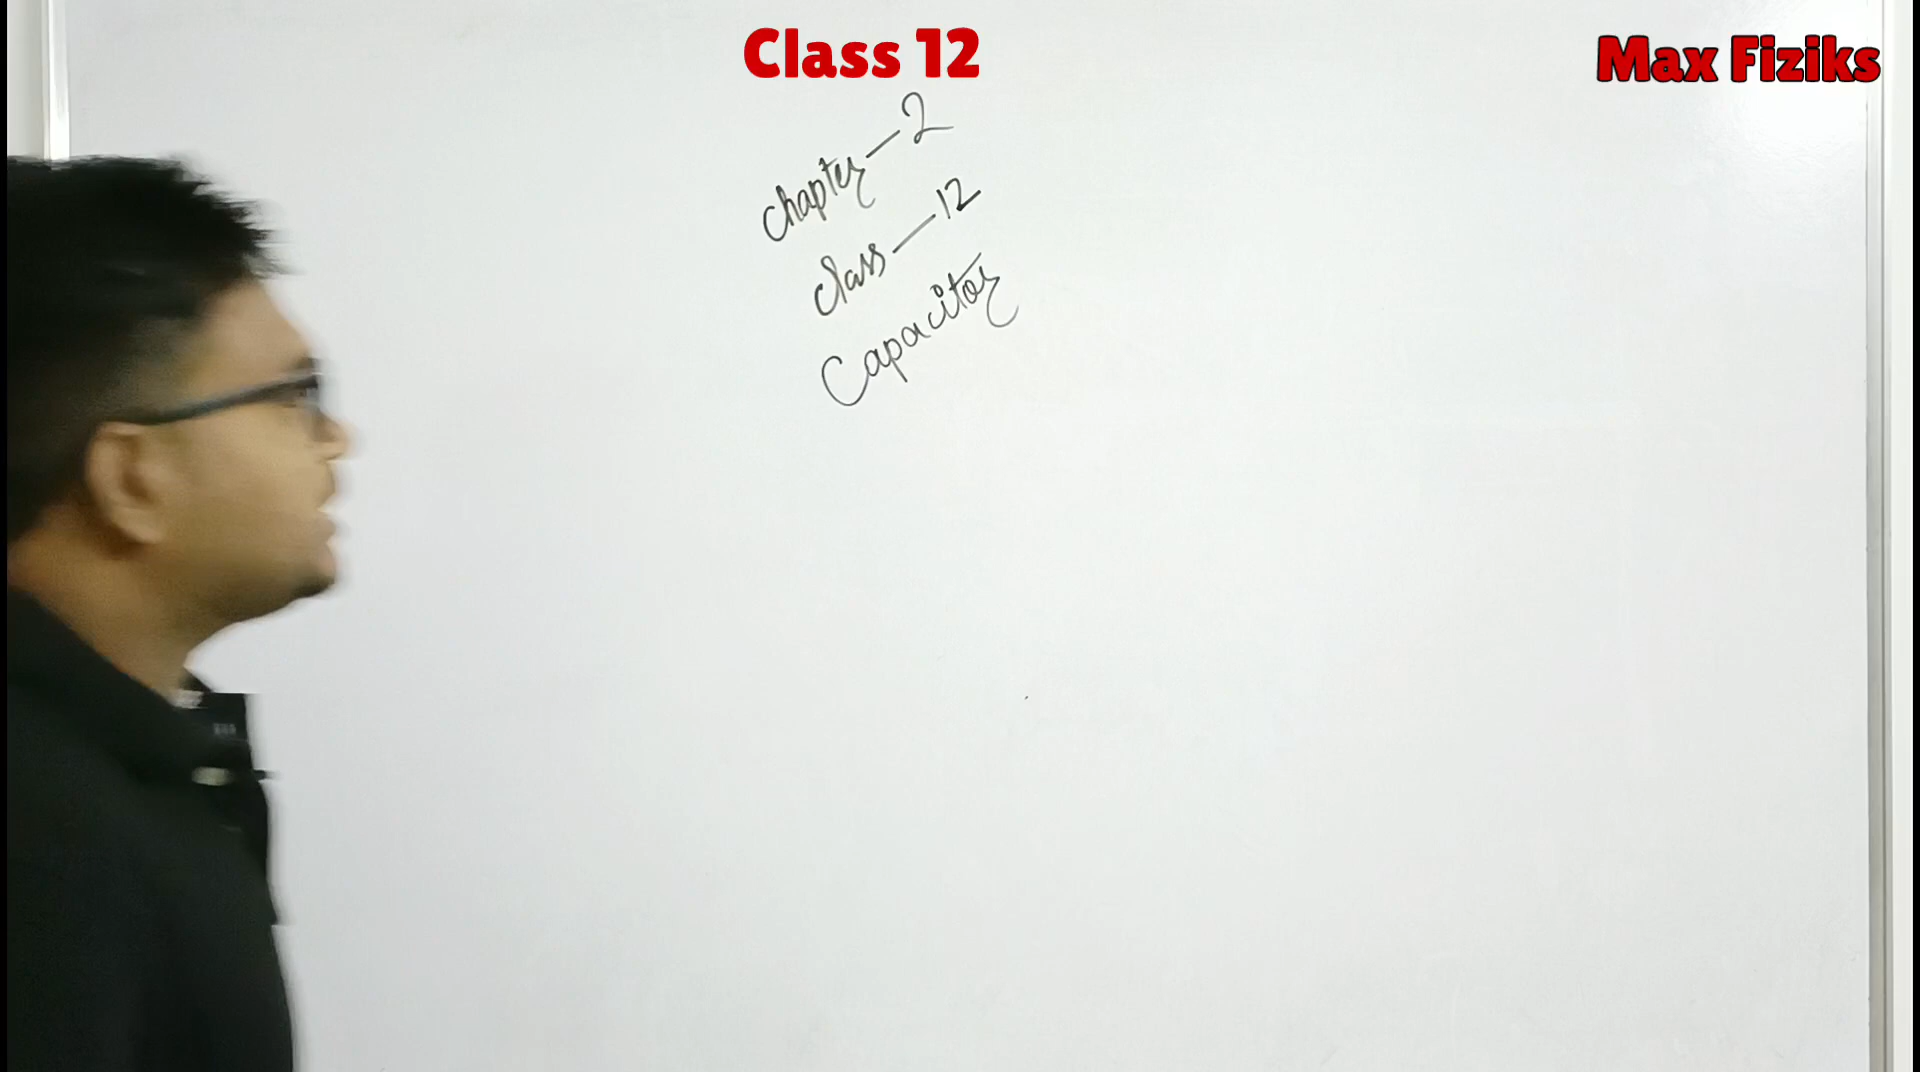 Class 12
Max Fiziks
Chapter - 2
Class - 12
Capacitor